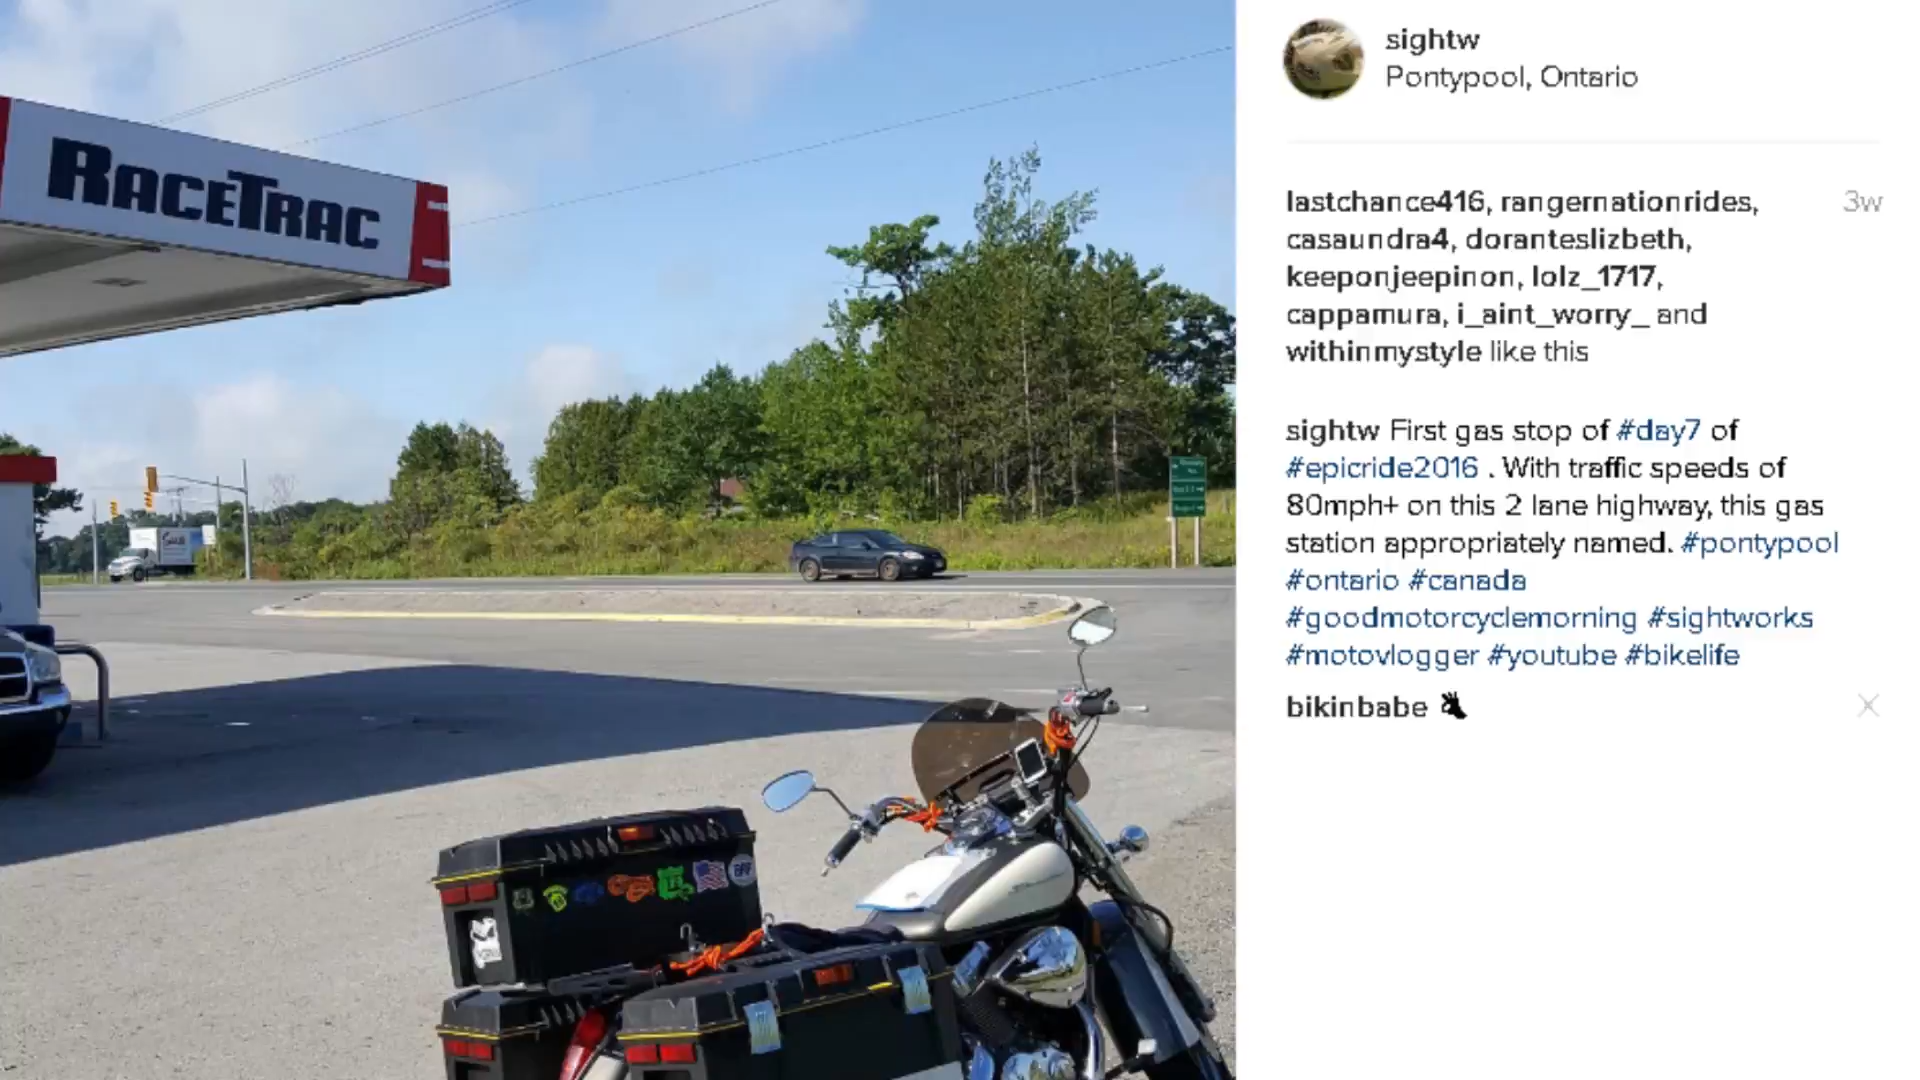 RACETRAC
sightw
Pontypool, Ontario
lastchance416, rangernationrides,
3w
casaundra4, doranteslizbeth,
keeponjeepinon, lolz_1717,
cappamura, i_aint_worry_ and
withinmystyle like this
sightw First gas stop of #day7 of
#epicride2016 . With traffic speeds of
80mph+ on this 2 lane highway, this gas
station appropriately named. #pontypool
#ontario #canada
#goodmotorcyclemorning #sightworks
#motovlogger #youtube #bikelife
bikinbabe